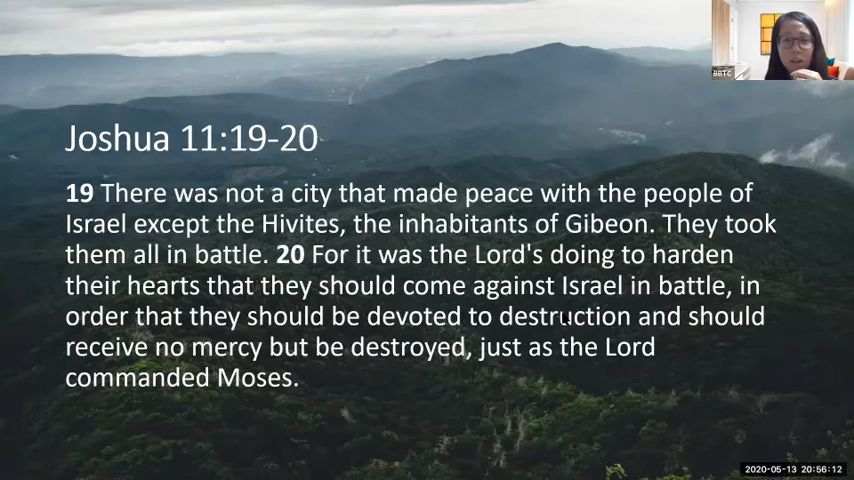 BBTC
Joshua 11:19-20
19 There was not a city that made peace with the people of
Israel except the Hivites, the inhabitants of Gibeon. They took
them all in battle. 20 For it was the Lord's doing to harden
their hearts that they should come against Israel in battle, in
order that they should be devoted to destruction and should
receive no mercy but be destroyed, just as the Lord
commanded Moses.
2020-05-13 20:56:12